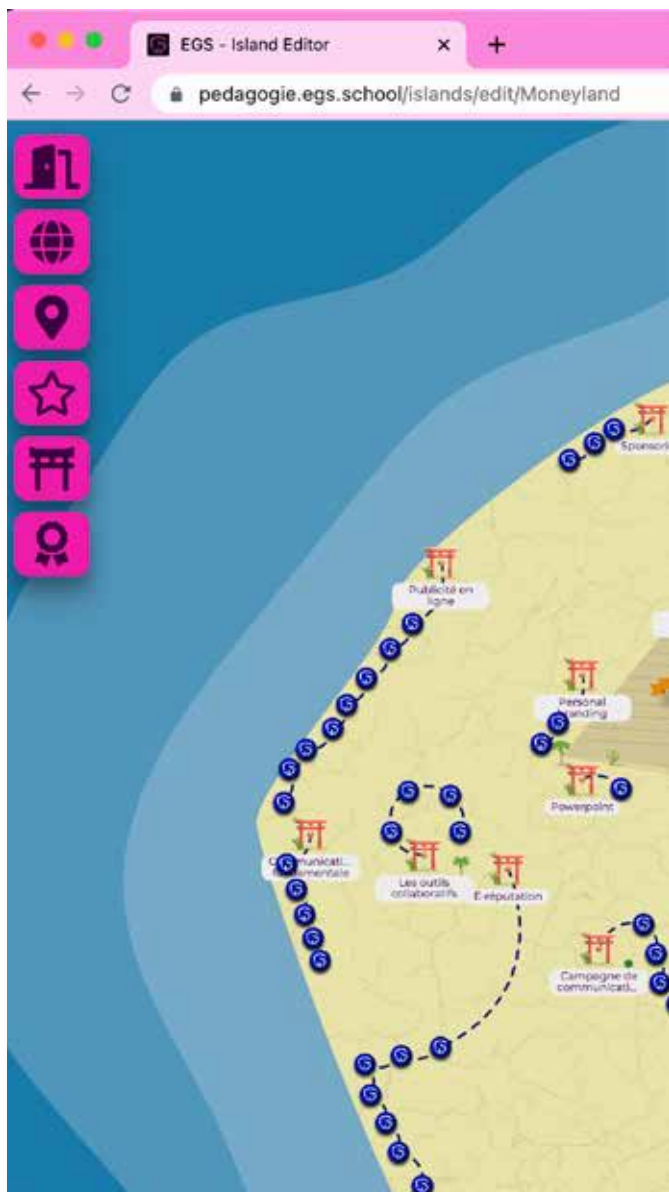 EGS - Island Editor
pedagogie.egs.school/islands/edit/Moneyland
Publicité en
ligne
Personal
Powerpoint
Les outils
collaboratifs
E-réputation
Campagne de
communicati...